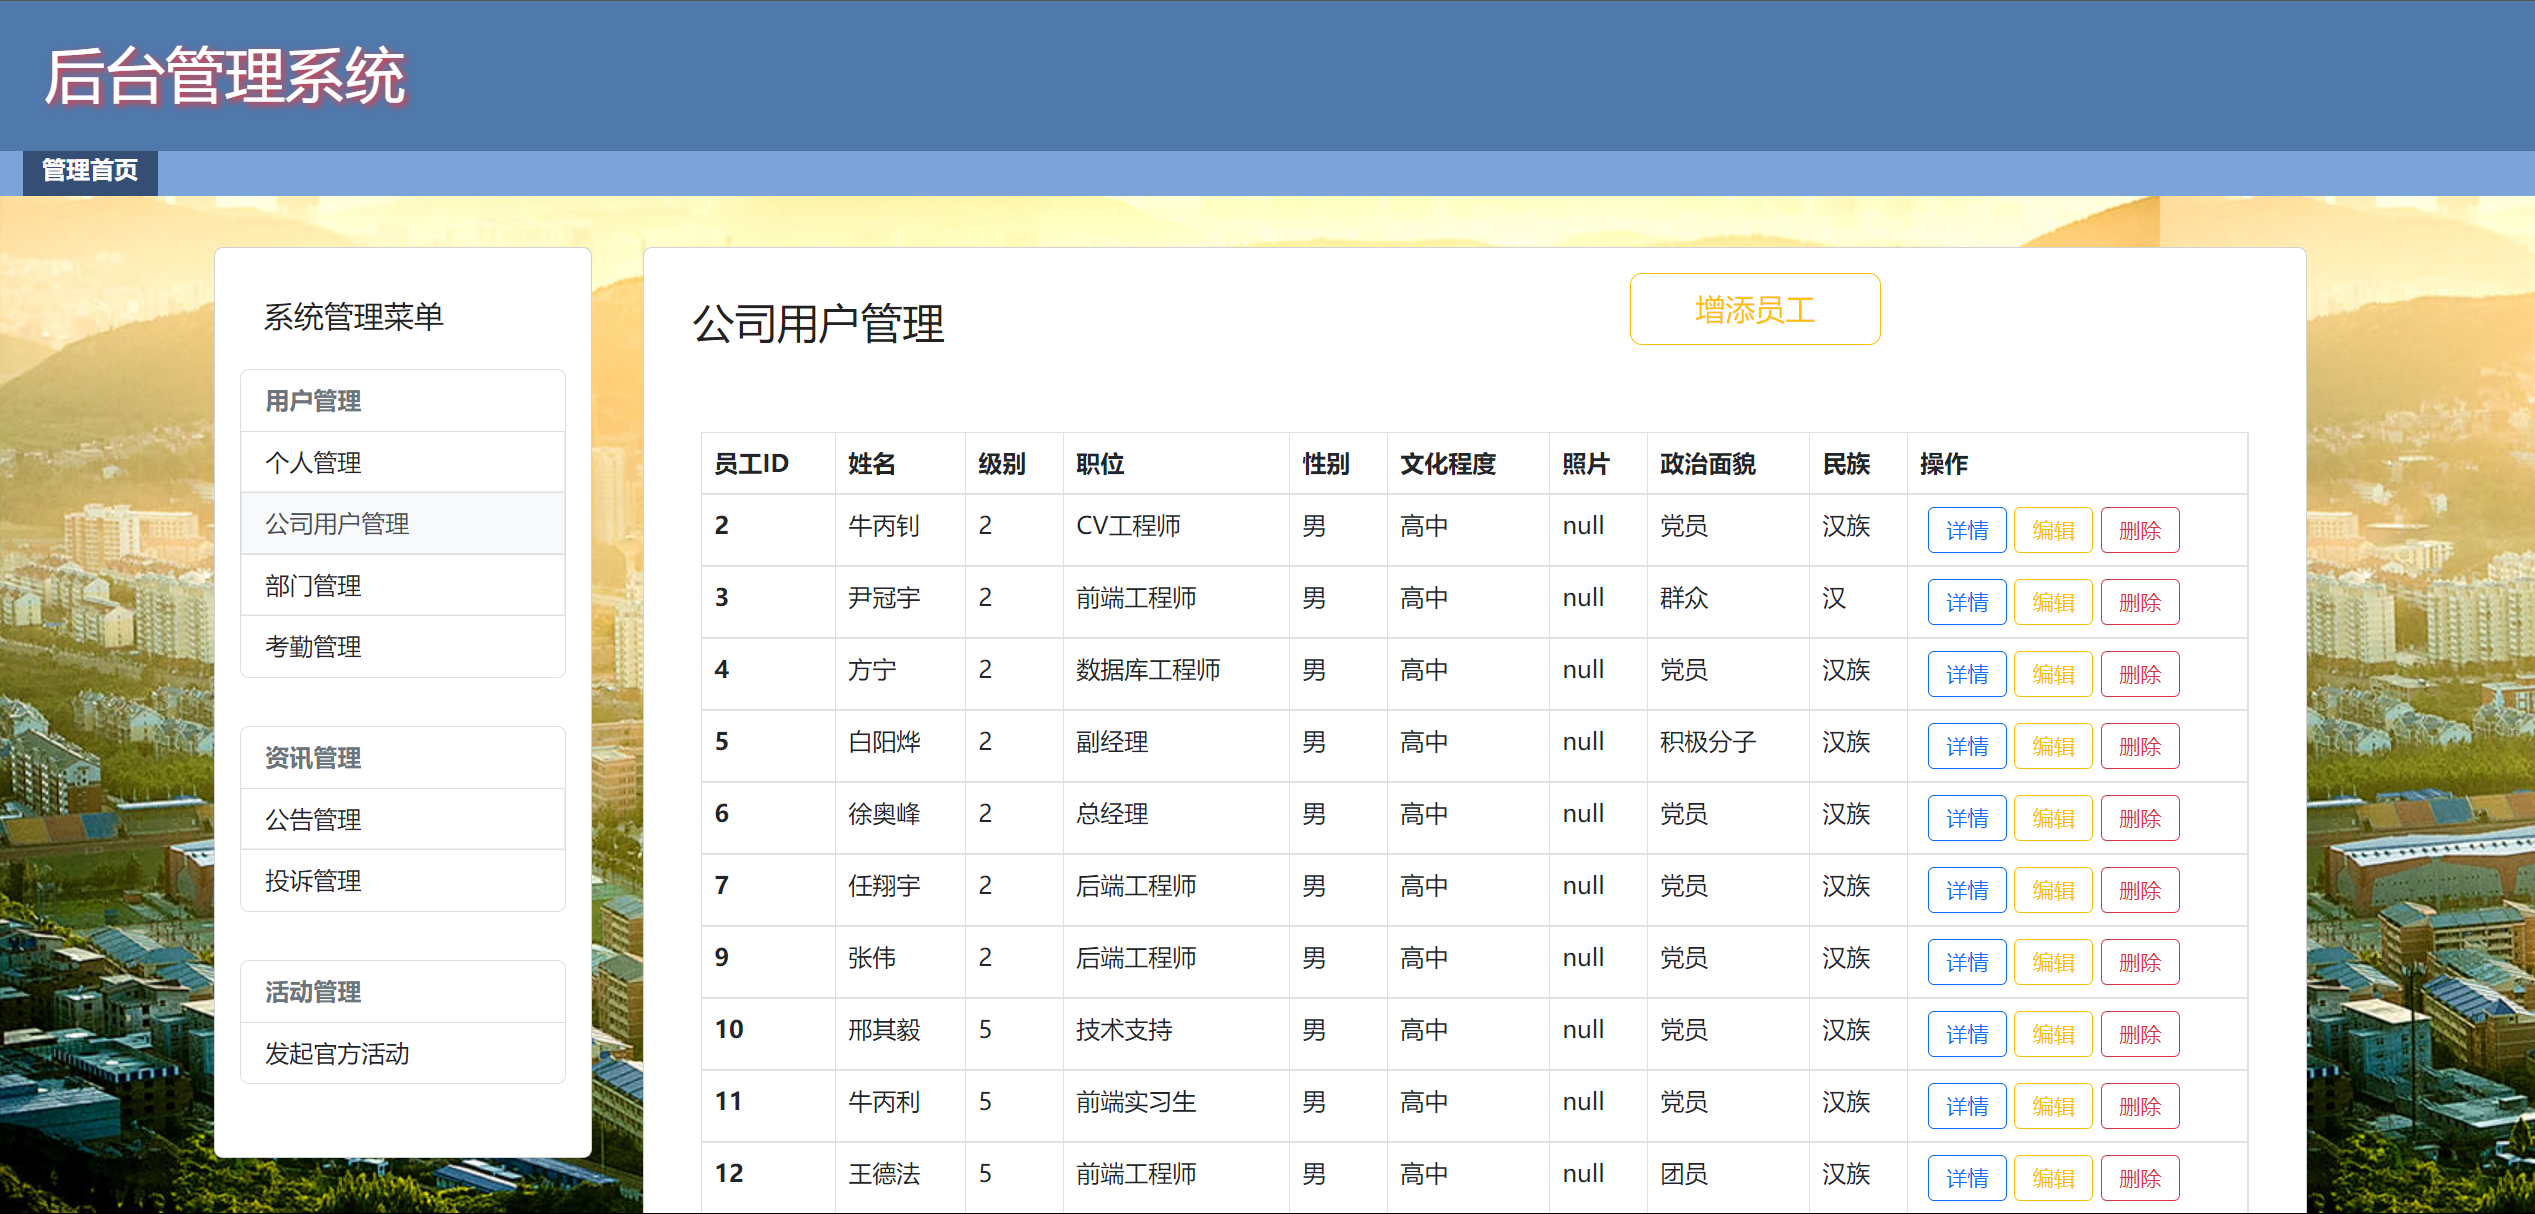 后台管理系统
管理首页
系统管理菜单
用户管理
个人管理
公司用户管理
部门管理
考勤管理
资讯管理
公告管理
投诉管理
活动管理
发起官方活动
公司用户管理
增添员工
员工ID 姓名 级别 职位 性别 文化程度 照片 政治面貌 民族 操作
2 牛丙钊 2 CV工程师 男 高中 null 党员 汉族 详情 编辑 删除
3 尹冠宇 2 前端工程师 男 高中 null 群众 汉 详情 编辑 删除
4 方宁 2 数据库工程师 男 高中 null 党员 汉族 详情 编辑 删除
5 白阳烨 2 副经理 男 高中 null 积极分子 汉族 详情 编辑 删除
6 徐奥峰 2 总经理 男 高中 null 党员 汉族 详情 编辑 删除
7 任翔宇 2 后端工程师 男 高中 null 党员 汉族 详情 编辑 删除
9 张伟 2 后端工程师 男 高中 null 党员 汉族 详情 编辑 删除
10 邢其毅 5 技术支持 男 高中 null 党员 汉族 详情 编辑 删除
11 牛丙利 5 前端实习生 男 高中 null 党员 汉族 详情 编辑 删除
12 王德法 5 前端工程师 男 高中 null 团员 汉族 详情 编辑 删除